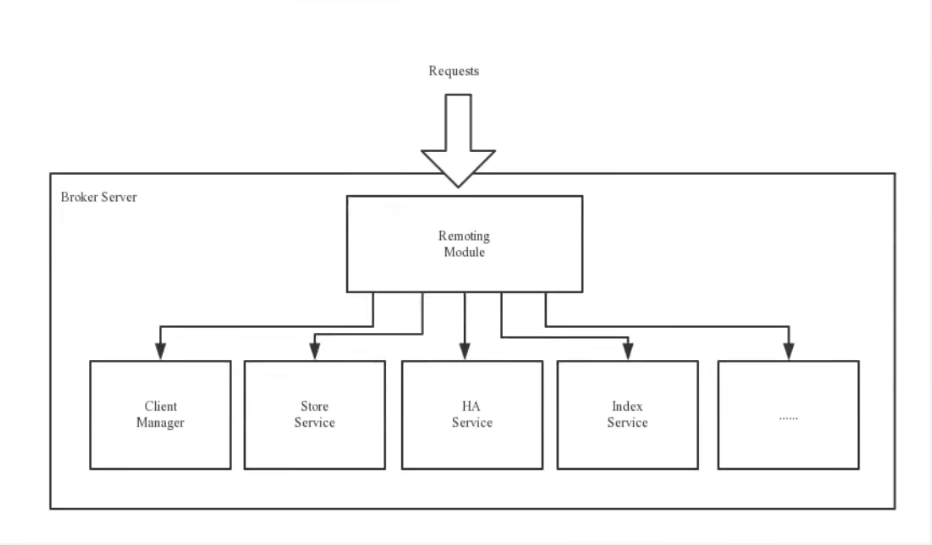 Requests
Broker Server
Remoting
Module
Client
Manager
Store
Service
HA
Service
Index
Service
......